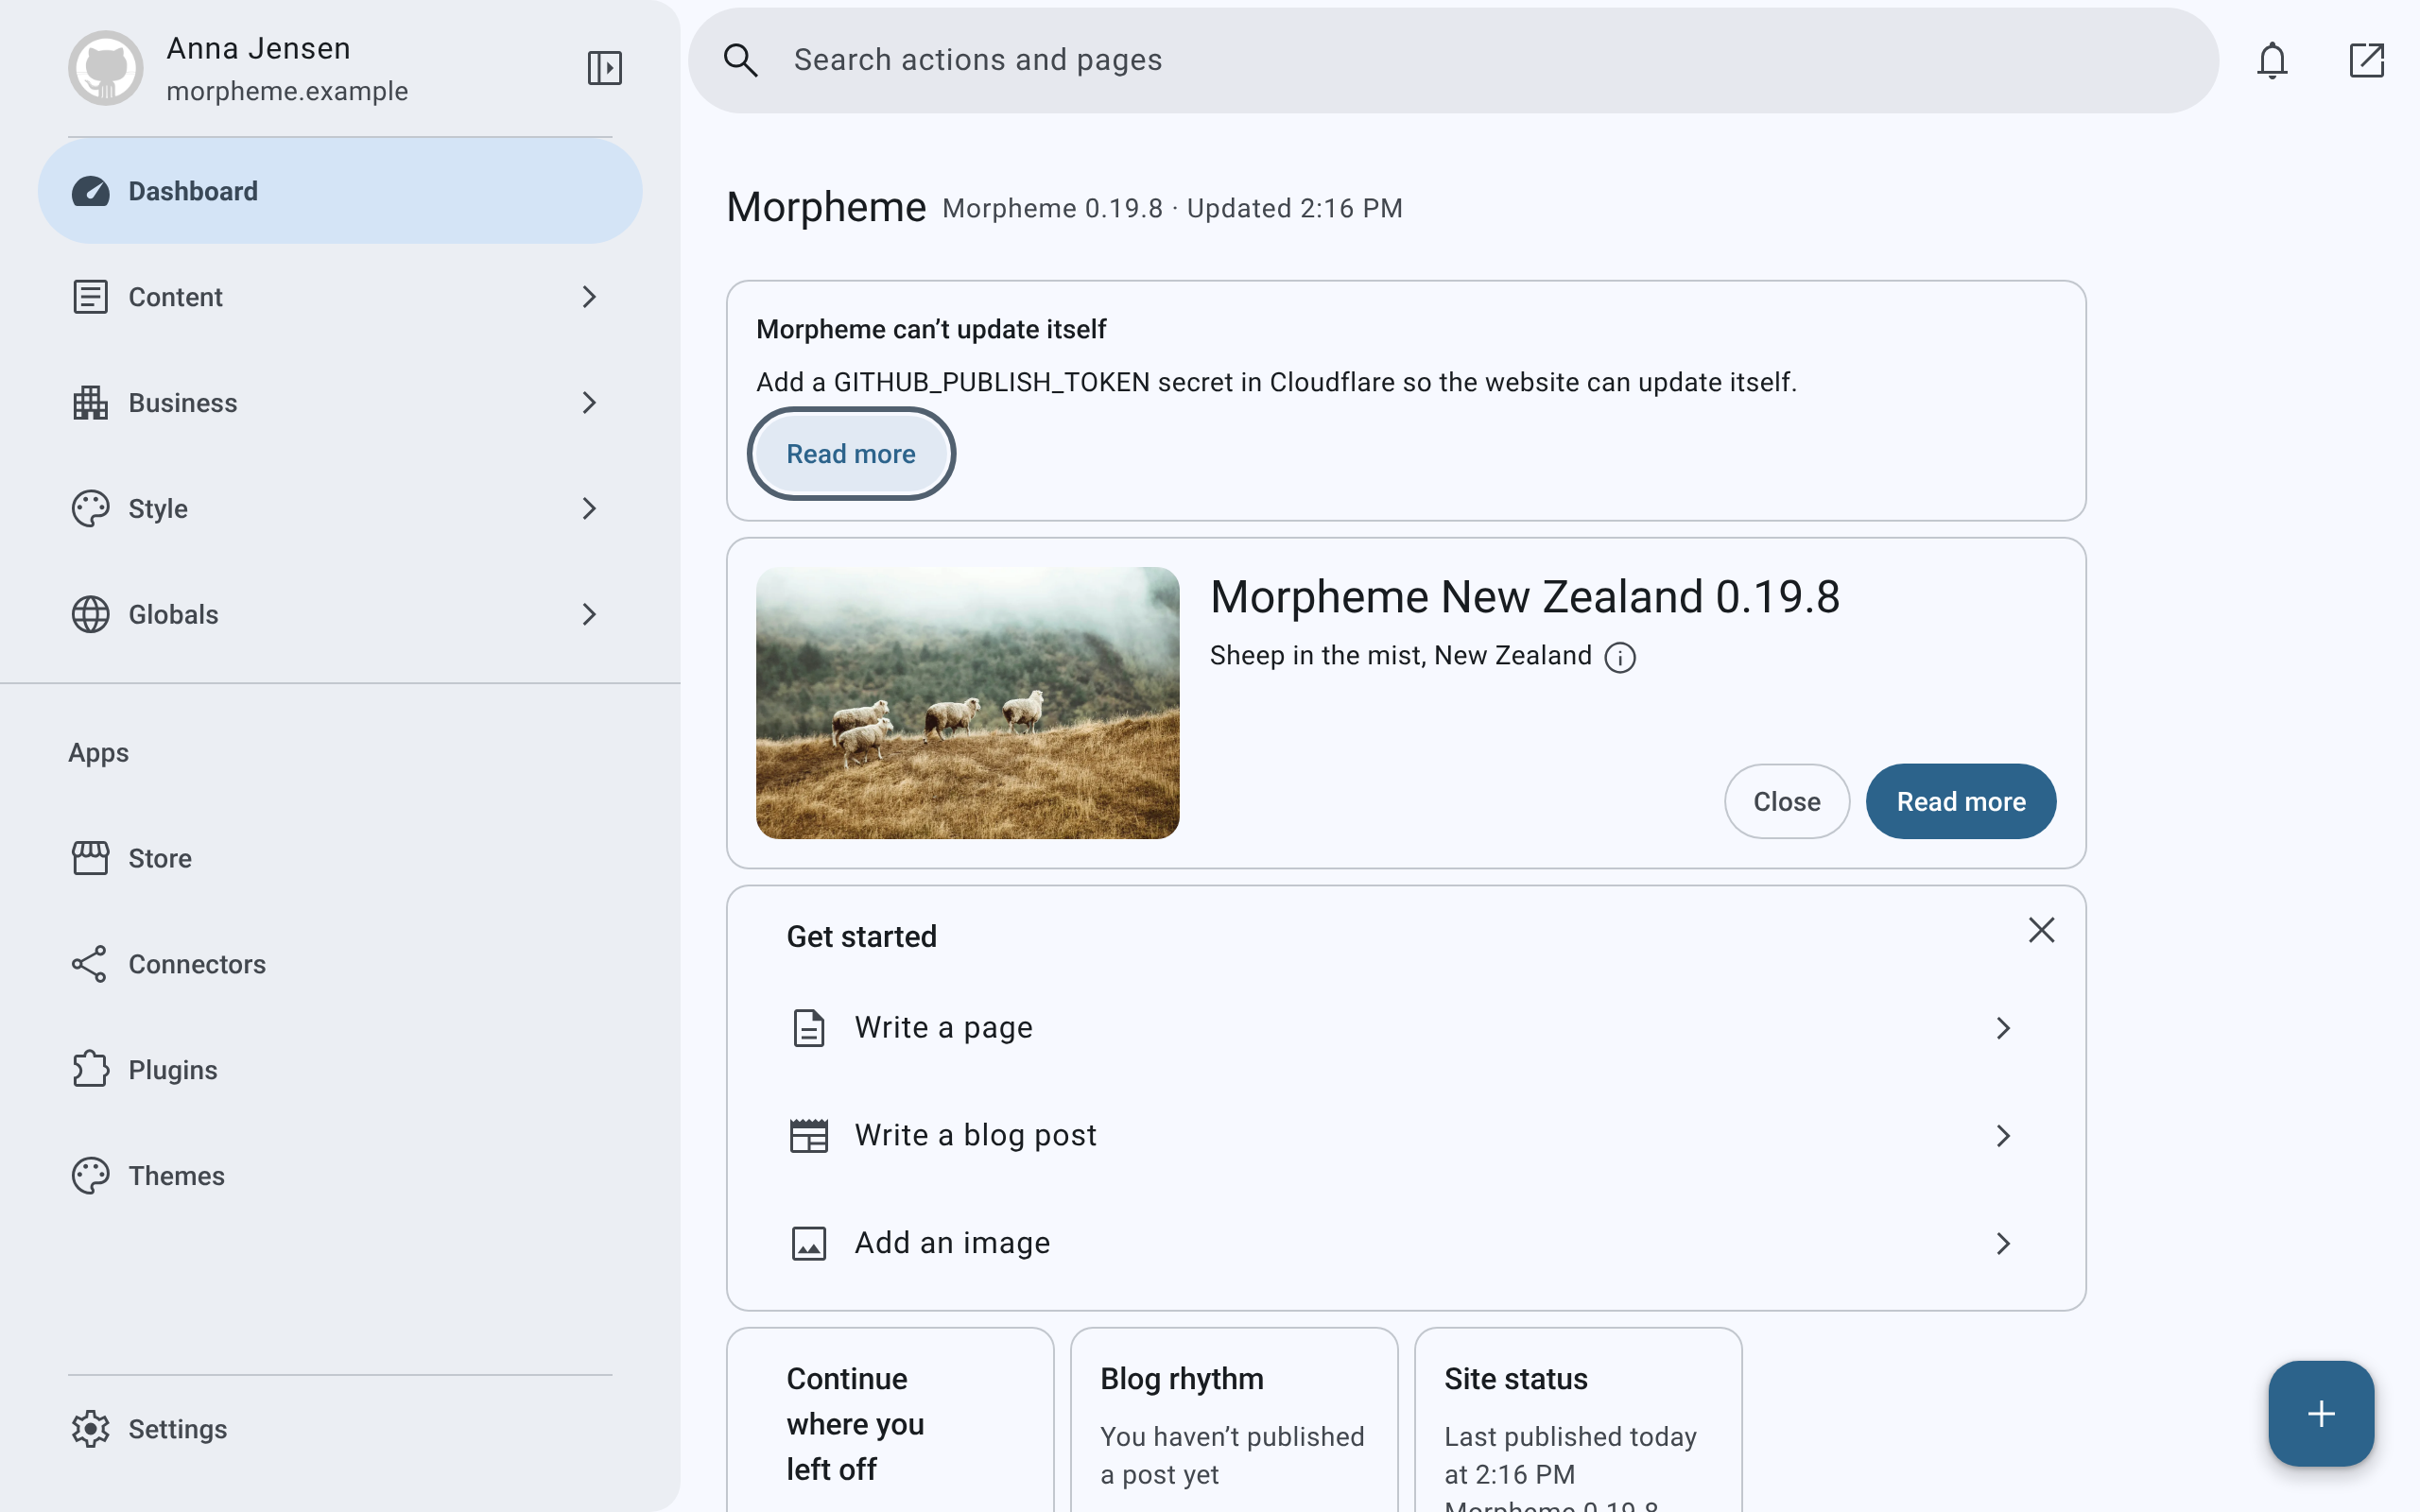 Anna Jensen
morpheme.example
Dashboard
Content
Business
Style
Globals
Apps
Store
Connectors
Plugins
Themes
Settings
Search actions and pages
Morpheme
Morpheme 0.19.8 · Updated 2:16 PM
Morpheme can’t update itself
Add a GITHUB_PUBLISH_TOKEN secret in Cloudflare so the website can update itself.
Read more
Morpheme New Zealand 0.19.8
Sheep in the mist, New Zealand
Close
Read more
Get started
Write a page
Write a blog post
Add an image
Continue
where you
left off
Blog rhythm
You haven’t published
a post yet
Site status
Last published today
at 2:16 PM
Morpheme 0.19.8